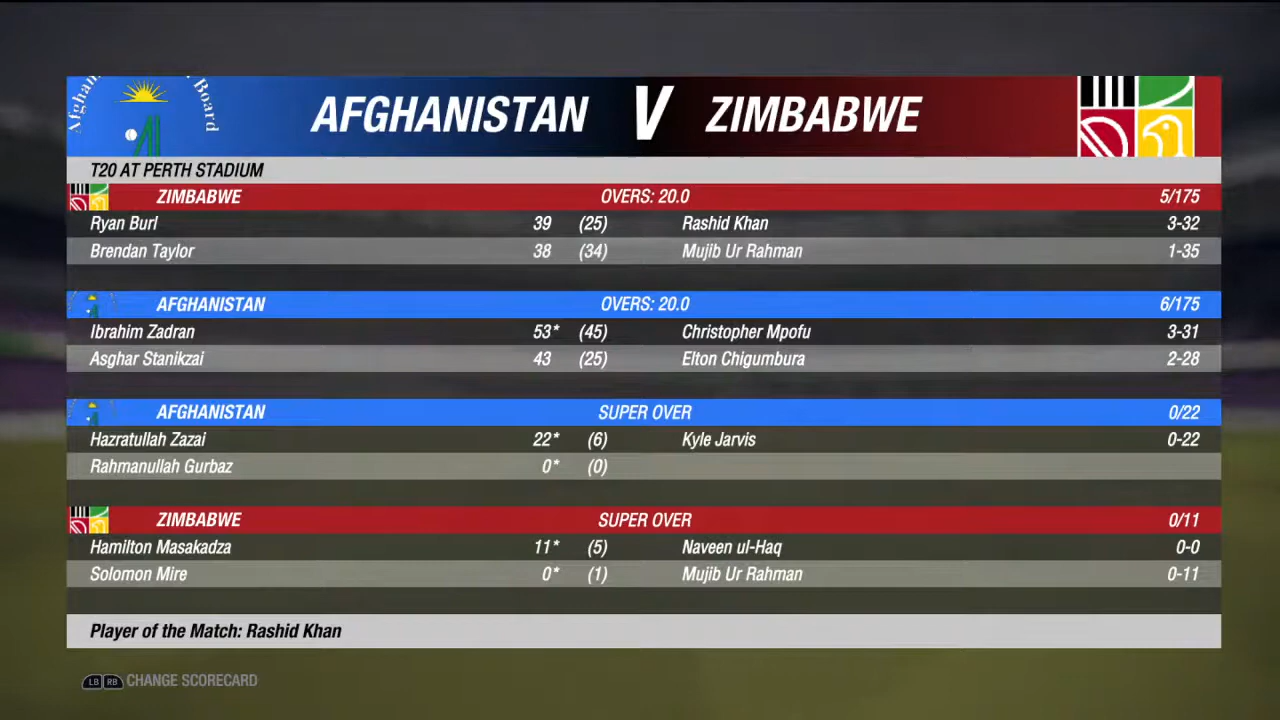 Afghan Board
AFGHANISTAN V ZIMBABWE
T20 AT PERTH STADIUM
ZIMBABWE OVERS: 20.0 5/175
Ryan Burl 39 (25) Rashid Khan 3-32
Brendan Taylor 38 (34) Mujib Ur Rahman 1-35
AFGHANISTAN OVERS: 20.0 6/175
Ibrahim Zadran 53* (45) Christopher Mpofu 3-31
Asghar Stanikzai 43 (25) Elton Chigumbura 2-28
AFGHANISTAN SUPER OVER 0/22
Hazratullah Zazai 22* (6) Kyle Jarvis 0-22
Rahmanullah Gurbaz 0* (0)
ZIMBABWE SUPER OVER 0/11
Hamilton Masakadza 11* (5) Naveen ul-Haq 0-0
Solomon Mire 0* (1) Mujib Ur Rahman 0-11
Player of the Match: Rashid Khan
LB RB CHANGE SCORECARD